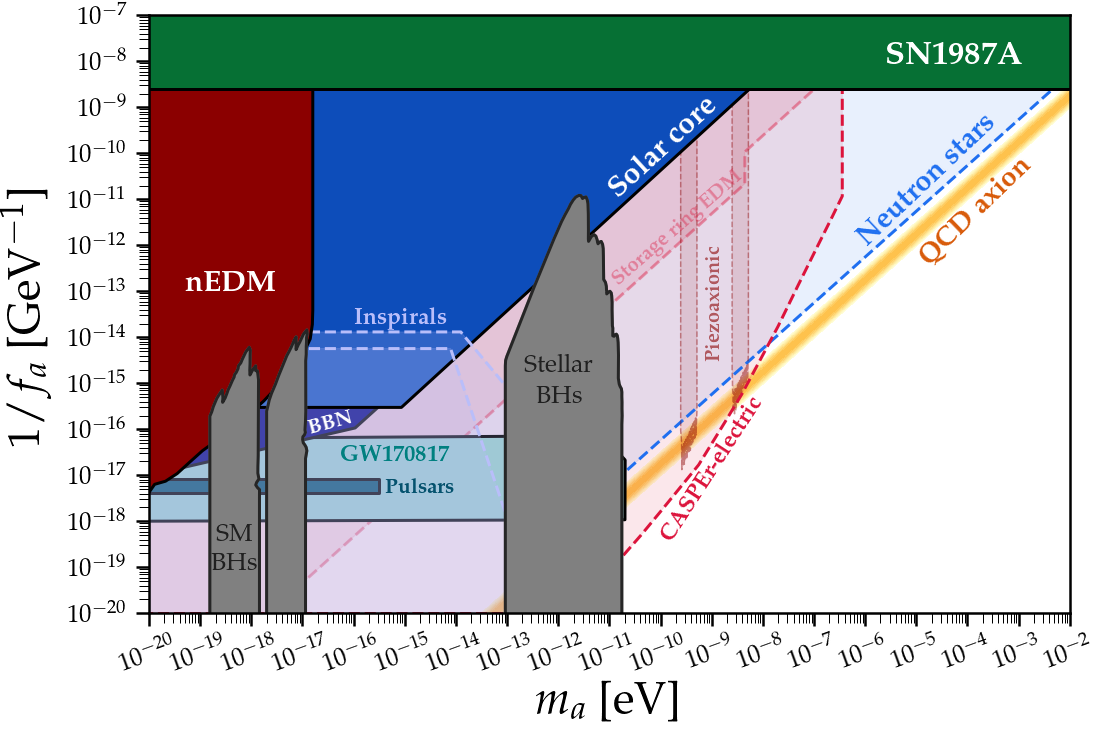 10⁻⁷
10⁻⁸
10⁻⁹
10⁻¹⁰
10⁻¹¹
10⁻¹²
10⁻¹³
10⁻¹⁴
10⁻¹⁵
10⁻¹⁶
10⁻¹⁷
10⁻¹⁸
10⁻¹⁹
10⁻²⁰
1/fₐ [GeV⁻¹]
SN1987A
Solar core
nEDM
Storage ring EDM
Neutron stars
QCD axion
Piezoaxionic
Inspirals
Stellar
BHs
BBN
GW170817
Pulsars
CASPEr-electric
SM
BHs
10⁻²⁰
10⁻¹⁹
10⁻¹⁸
10⁻¹⁷
10⁻¹⁶
10⁻¹⁵
10⁻¹⁴
10⁻¹³
10⁻¹²
10⁻¹¹
10⁻¹⁰
10⁻⁹
10⁻⁸
10⁻⁷
10⁻⁶
10⁻⁵
10⁻⁴
10⁻³
10⁻²
mₐ [eV]